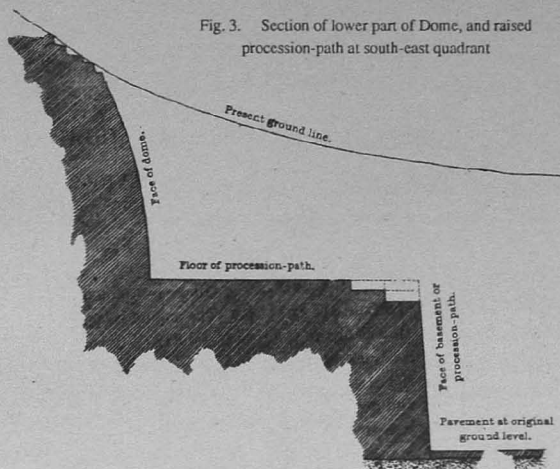 Fig. 3. Section of lower part of Dome, and raised
procession-path at south-east quadrant
Present ground line.
Face of dome.
Floor of procession-path.
Face of basement or
procession-path.
Pavement at original
ground level.